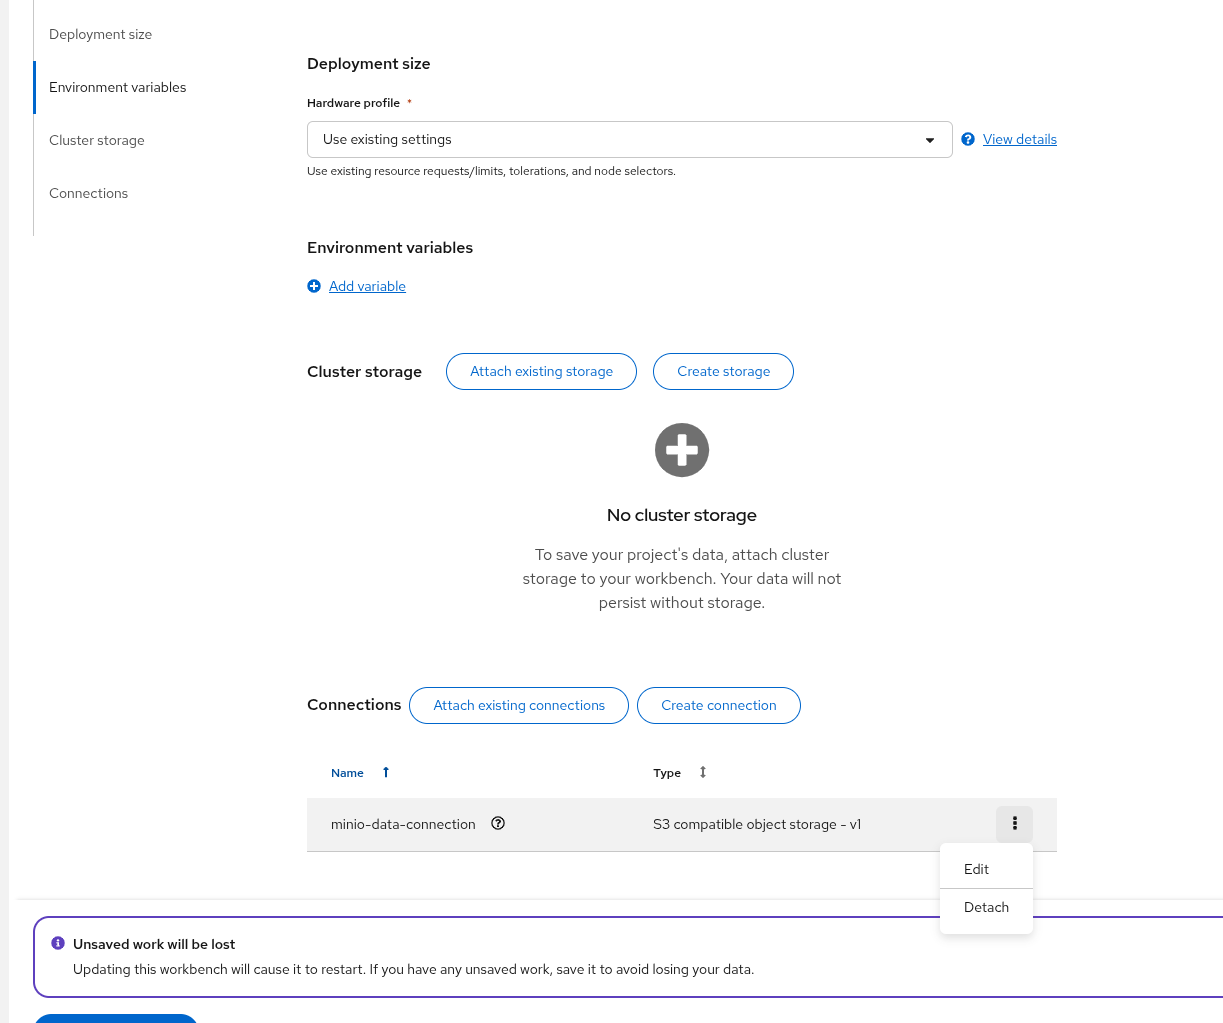 Deployment size
Environment variables
Cluster storage
Connections
Deployment size
Hardware profile *
Use existing settings
View details
Use existing resource requests/limits, tolerations, and node selectors.
Environment variables
Add variable
Cluster storage
Attach existing storage
Create storage
No cluster storage
To save your project's data, attach cluster
storage to your workbench. Your data will not
persist without storage.
Connections
Attach existing connections
Create connection
Name
Type
minio-data-connection
S3 compatible object storage - v1
Edit
Detach
Unsaved work will be lost
Updating this workbench will cause it to restart. If you have any unsaved work, save it to avoid losing your data.